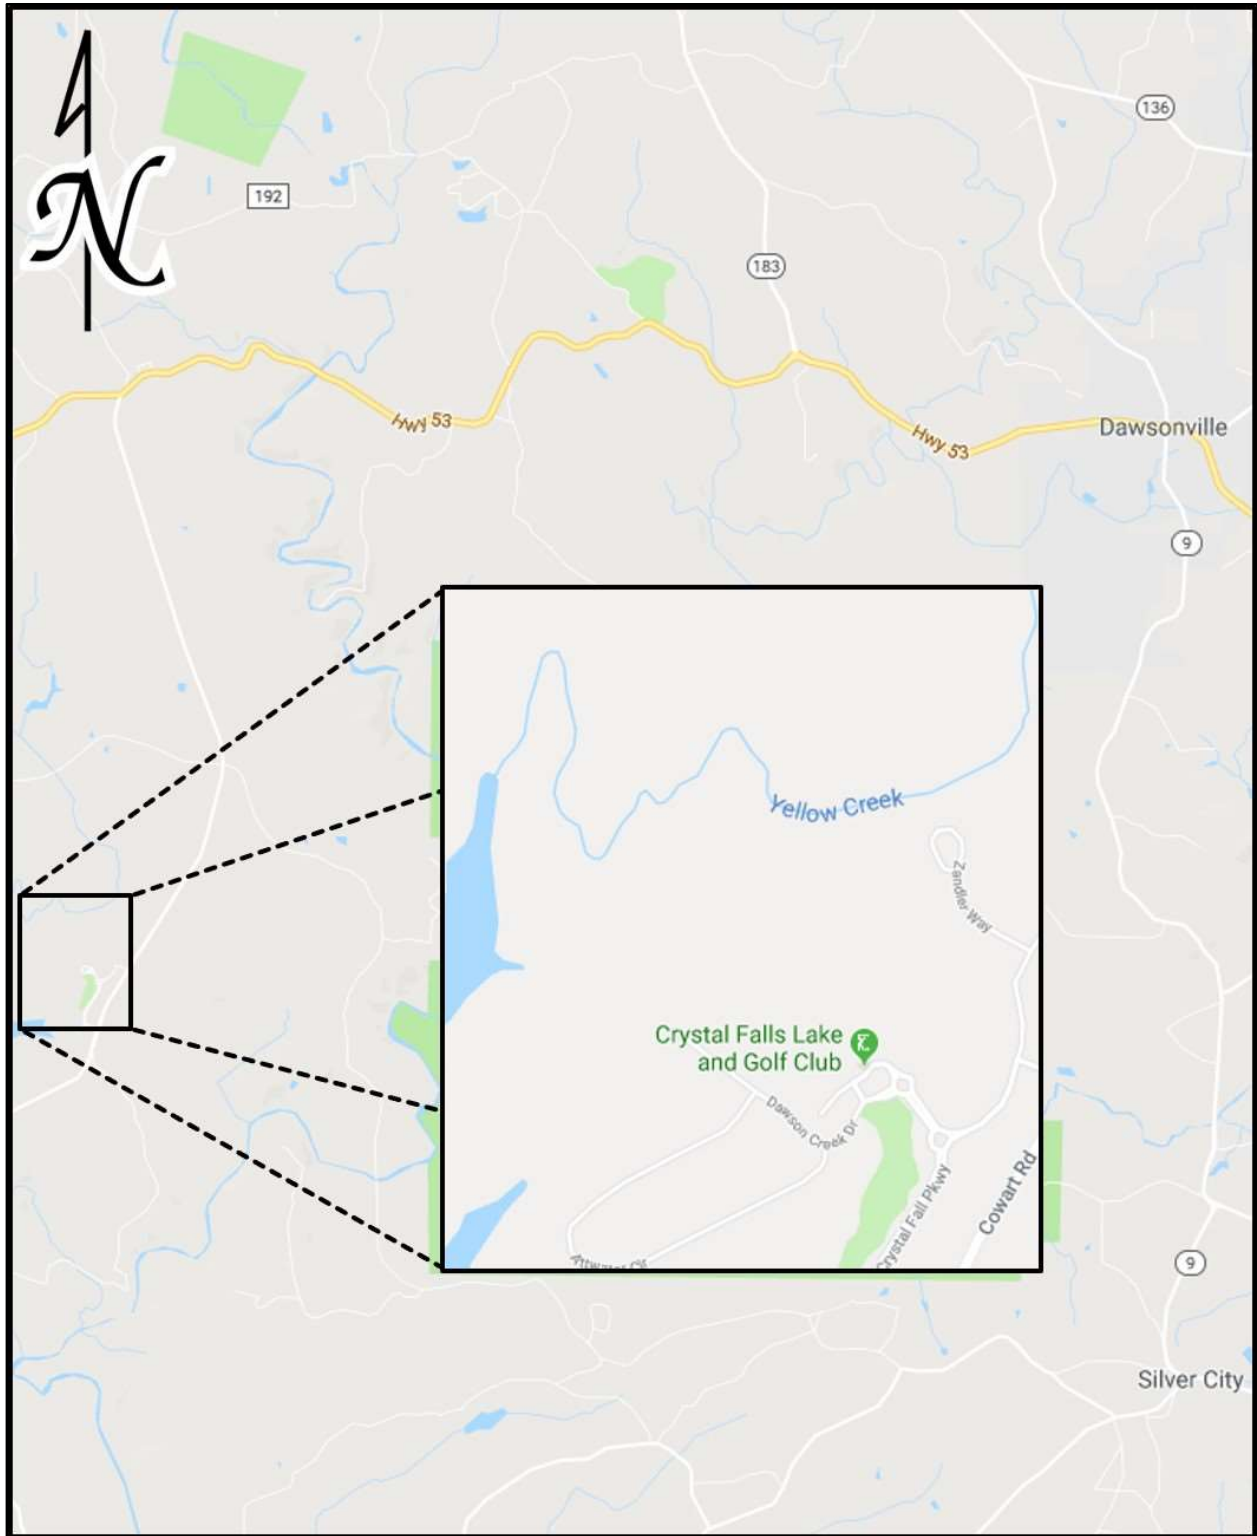 136
N
192
183
Hwy 53
Hwy 53
Dawsonville
9
Yellow Creek
Zandler Way
Crystal Falls Lake
and Golf Club
Dawson Creek Dr
Crystal Fall Pkwy
Cowart Rd
9
Silver City